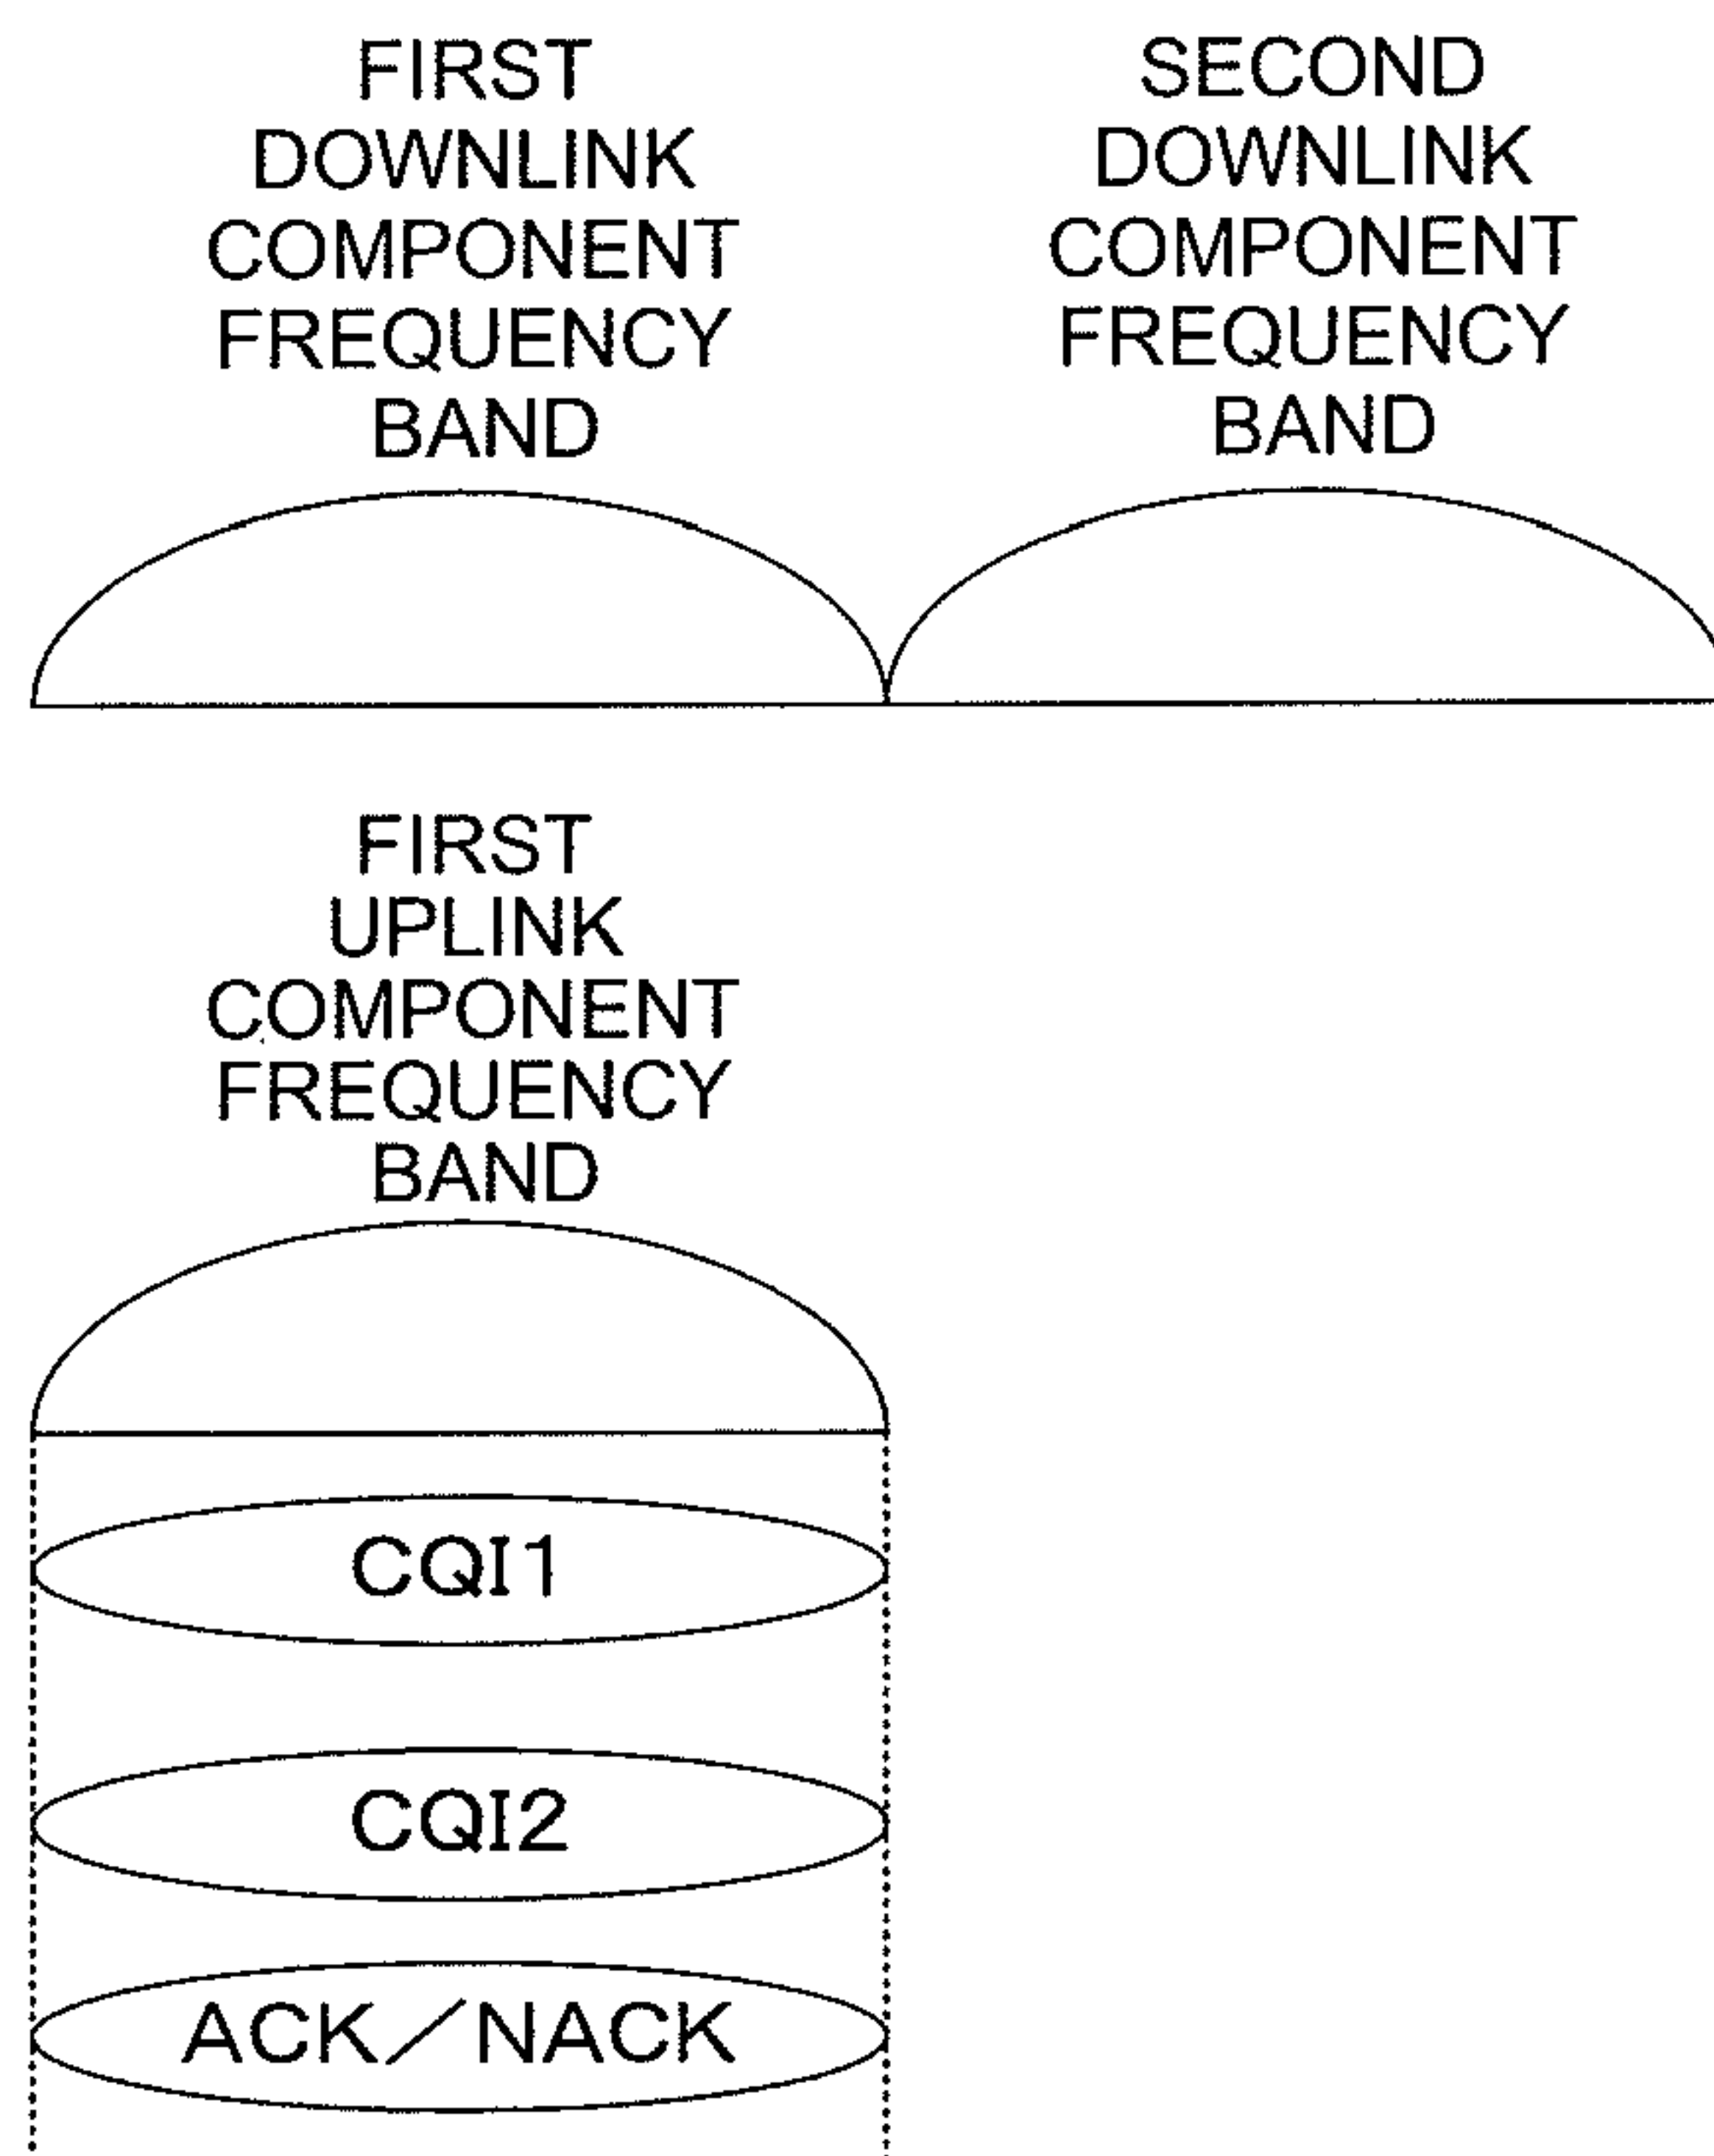 FIRST
DOWNLINK
COMPONENT
FREQUENCY
BAND
SECOND
DOWNLINK
COMPONENT
FREQUENCY
BAND
FIRST
UPLINK
COMPONENT
FREQUENCY
BAND
CQI1
CQI2
ACK/NACK